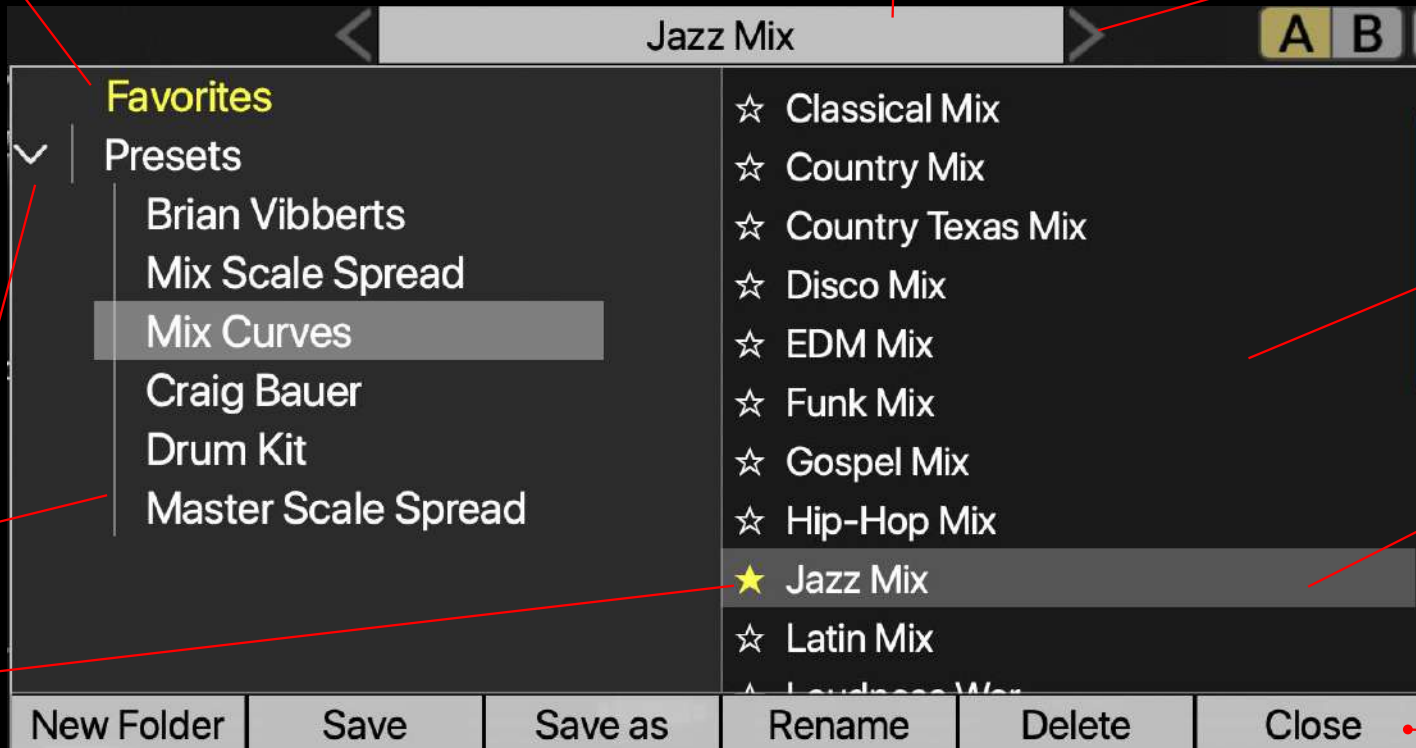 Jazz Mix
A B
Favorites
Presets
Brian Vibberts
Mix Scale Spread
Mix Curves
Craig Bauer
Drum Kit
Master Scale Spread
Classical Mix
Country Mix
Country Texas Mix
Disco Mix
EDM Mix
Funk Mix
Gospel Mix
Hip-Hop Mix
Jazz Mix
Latin Mix
New Folder
Save
Save as
Rename
Delete
Close